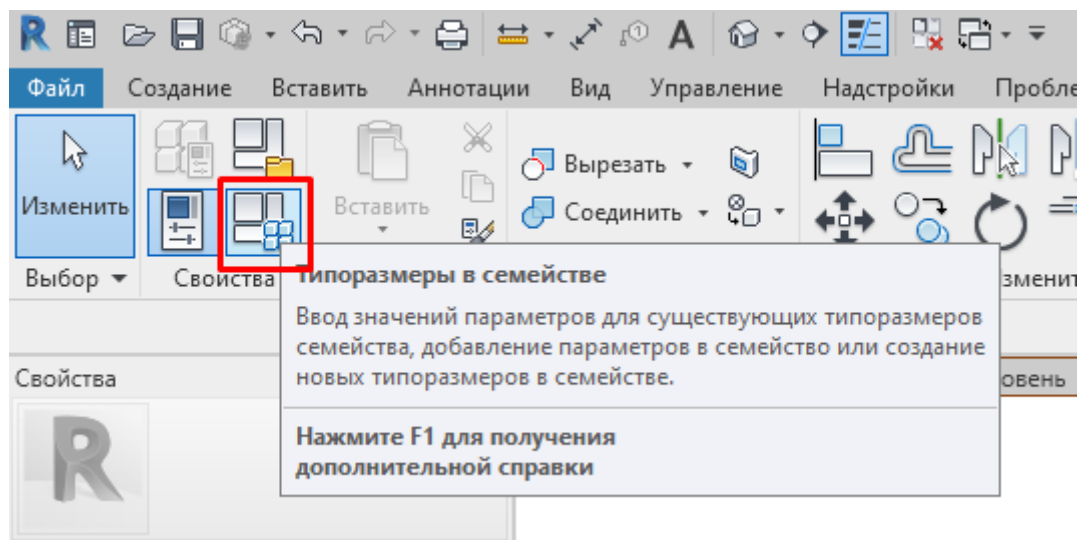 Файл Создание Вставить Аннотации Вид Управление Надстройки
Изменить
Вставить
Вырезать
Соединить
Выбор Свойства
Типоразмеры в семействе
Ввод значений параметров для существующих типоразмеров
семейства, добавление параметров в семейство или создание
новых типоразмеров в семействе.
Нажмите F1 для получения
дополнительной справки
Свойства